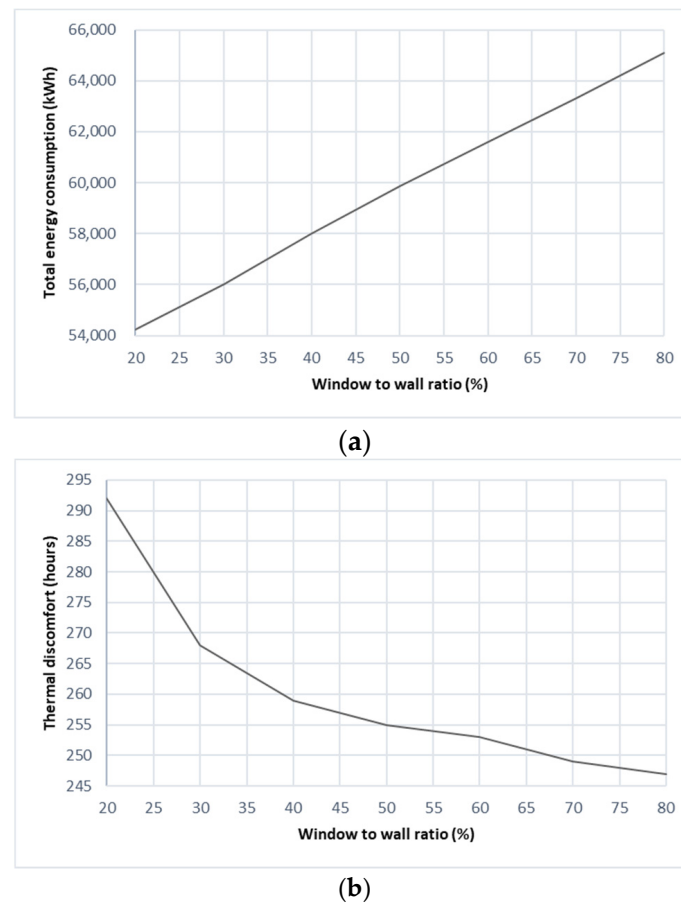 66,000
64,000
62,000
60,000
58,000
56,000
54,000
Total energy consumption (kWh)
20 25 30 35 40 45 50 55 60 65 70 75 80
Window to wall ratio (%)
(a)
295
290
285
280
275
270
265
260
255
250
245
Thermal discomfort (hours)
20 25 30 35 40 45 50 55 60 65 70 75 80
Window to wall ratio (%)
(b)